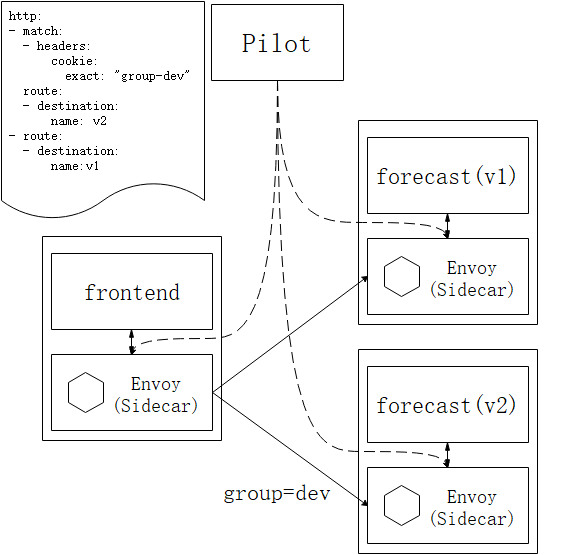 http:
- match:
  - headers:
      cookie:
        exact: "group-dev"
  route:
  - destination:
      name: v2
- route:
  - destination:
      name:v1
Pilot
forecast(v1)
Envoy
(Sidecar)
frontend
Envoy
(Sidecar)
forecast(v2)
group=dev
Envoy
(Sidecar)